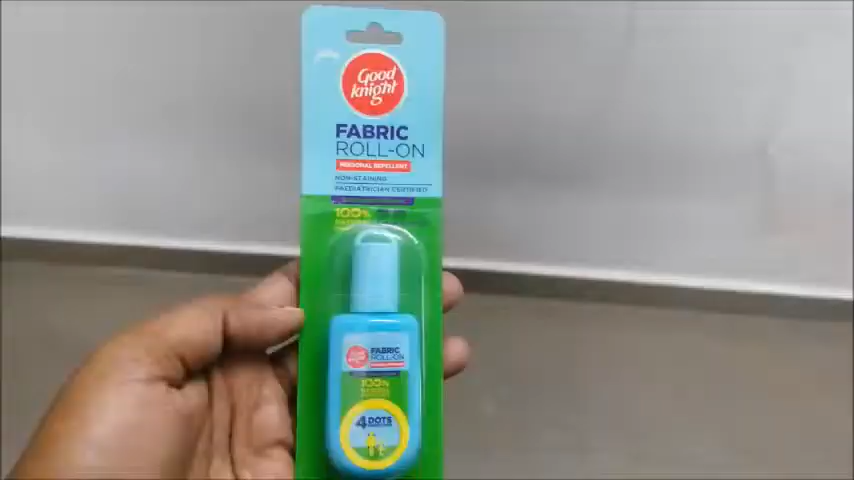 Good
knight
FABRIC
ROLL-ON
PERSONAL REPELLENT
NON-STAINING
PAEDIATRICIAN CERTIFIED
100%
Good
knight
FABRIC
ROLL-ON
100%
4 DOTS